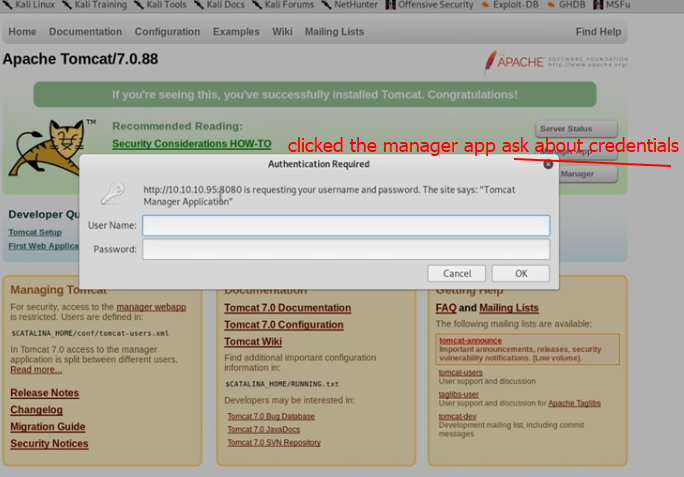 Kali Linux Kali Training Kali Tools Kali Docs Kali Forums NetHunter Offensive Security Exploit-DB GHDB MSFu
Home Documentation Configuration Examples Wiki Mailing Lists Find Help
Apache Tomcat/7.0.88
APACHE SOFTWARE FOUNDATION
http://www.apache.org/
If you're seeing this, you've successfully installed Tomcat. Congratulations!
TM
Recommended Reading:
Security Considerations HOW-TO
Server Status
clicked the manager app ask about credentials
Manager App
Manager
Authentication Required
http://10.10.10.95:8080 is requesting your username and password. The site says: "Tomcat
Manager Application"
User Name:
Password:
Cancel OK
Developer Qu
Tomcat Setup
First Web Applica
Managing Tomcat
For security, access to the manager webapp
is restricted. Users are defined in:
$CATALINA_HOME/conf/tomcat-users.xml
In Tomcat 7.0 access to the manager
application is split between different users.
Read more...
Release Notes
Changelog
Migration Guide
Security Notices
Documentation
Tomcat 7.0 Documentation
Tomcat 7.0 Configuration
Tomcat Wiki
Find additional important configuration
information in:
$CATALINA_HOME/RUNNING.txt
Developers may be interested in:
Tomcat 7.0 Bug Database
Tomcat 7.0 JavaDocs
Tomcat 7.0 SVN Repository
Getting Help
FAQ and Mailing Lists
The following mailing lists are available:
tomcat-announce
Important announcements, releases, security
vulnerability notifications. (Low volume).
tomcat-users
User support and discussion
taglibs-user
User support and discussion for Apache Taglibs
tomcat-dev
Development mailing list, including commit
messages